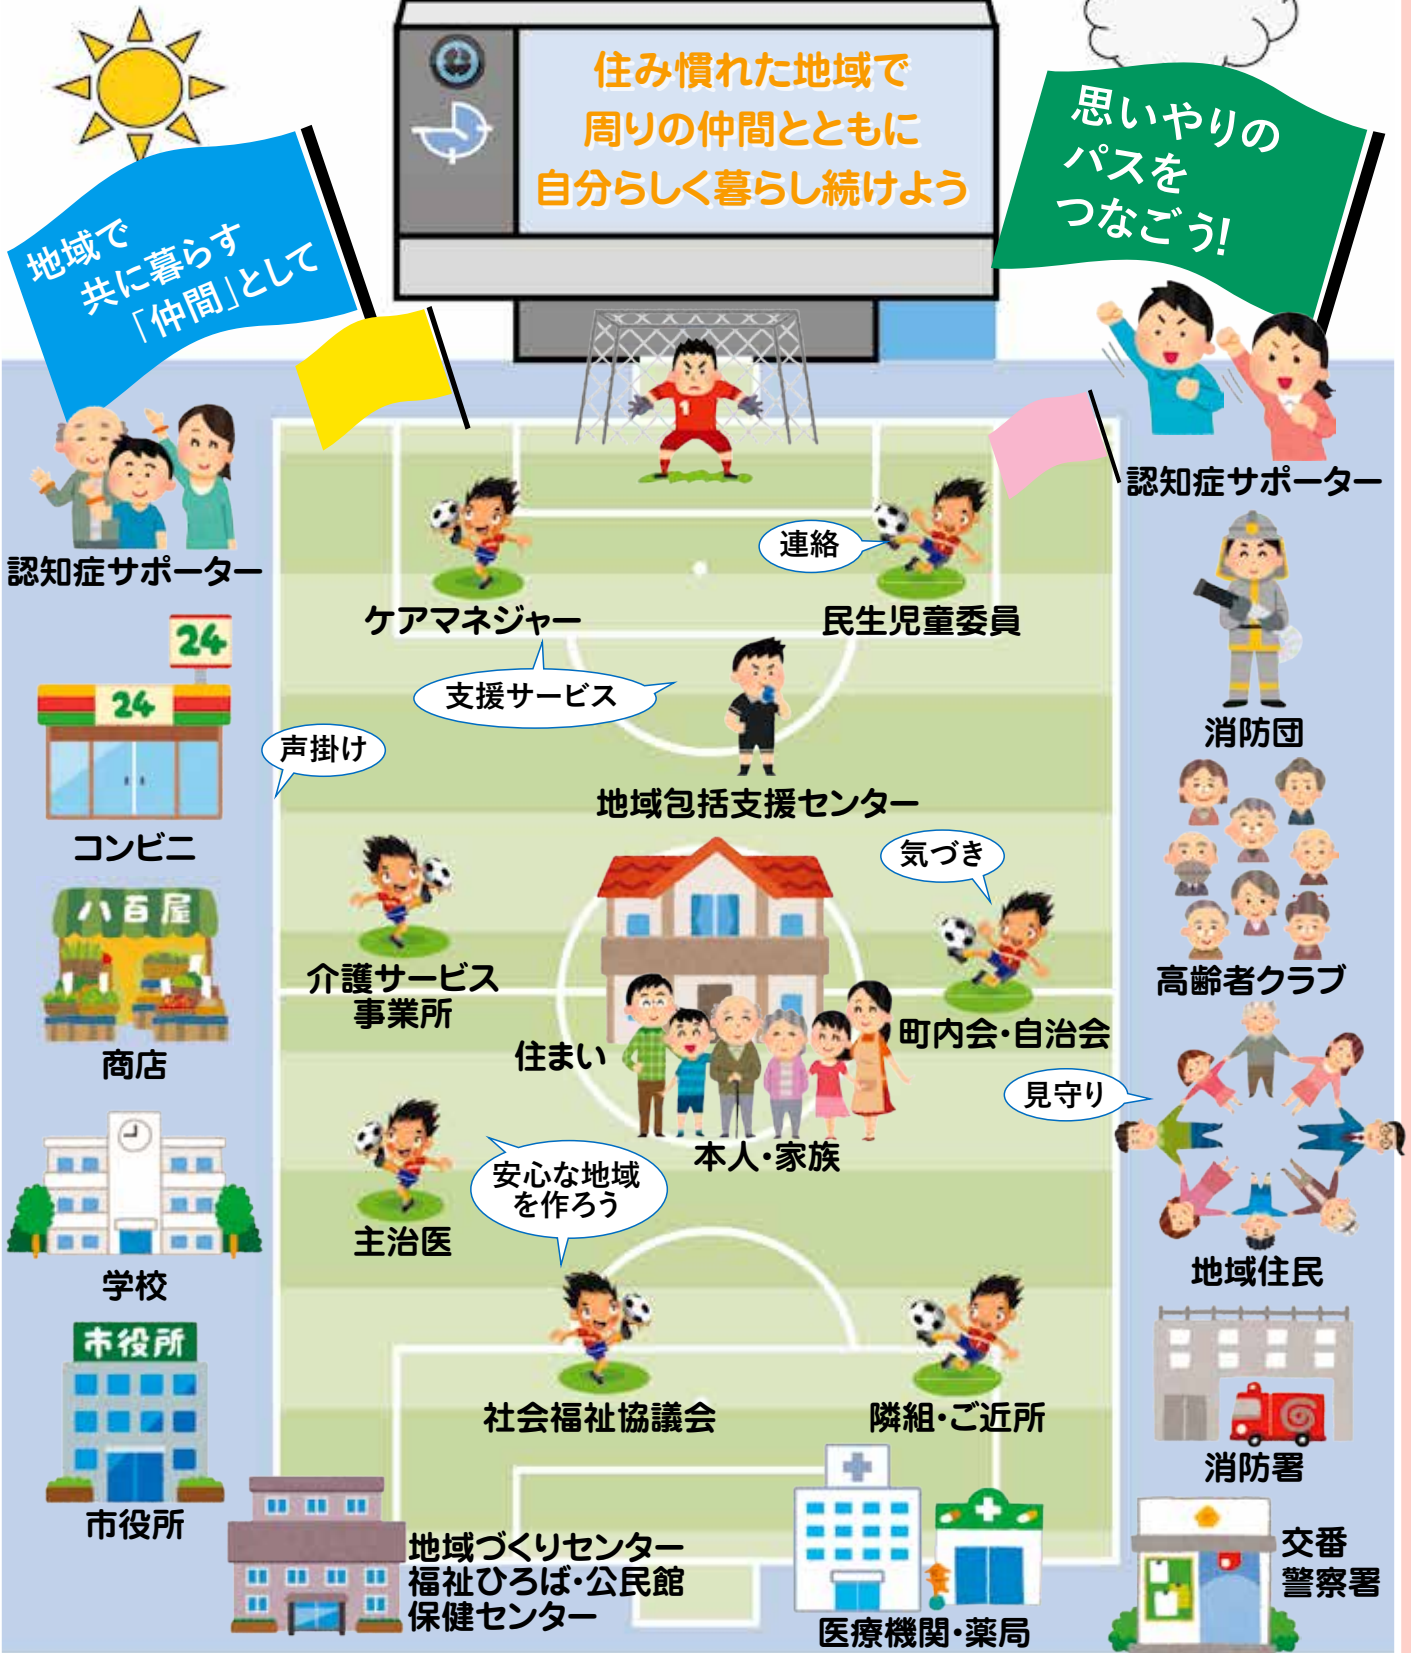 住み慣れた地域で
周りの仲間とともに
自分らしく暮らし続けよう
思いやりの
パスを
つなごう!
地域で
共に暮らす
「仲間」として
1
認知症サポーター
認知症サポーター
連絡
ケアマネジャー
民生児童委員
24
24
支援サービス
消防団
声掛け
地域包括支援センター
コンビニ
気づき
八百屋
介護サービス
事業所
高齢者クラブ
町内会・自治会
住まい
商店
見守り
本人・家族
安心な地域
を作ろう
主治医
学校
地域住民
市役所
社会福祉協議会
隣組・ご近所
消防署
市役所
地域づくりセンター
福祉ひろば・公民館
保健センター
交番
警察署
医療機関・薬局